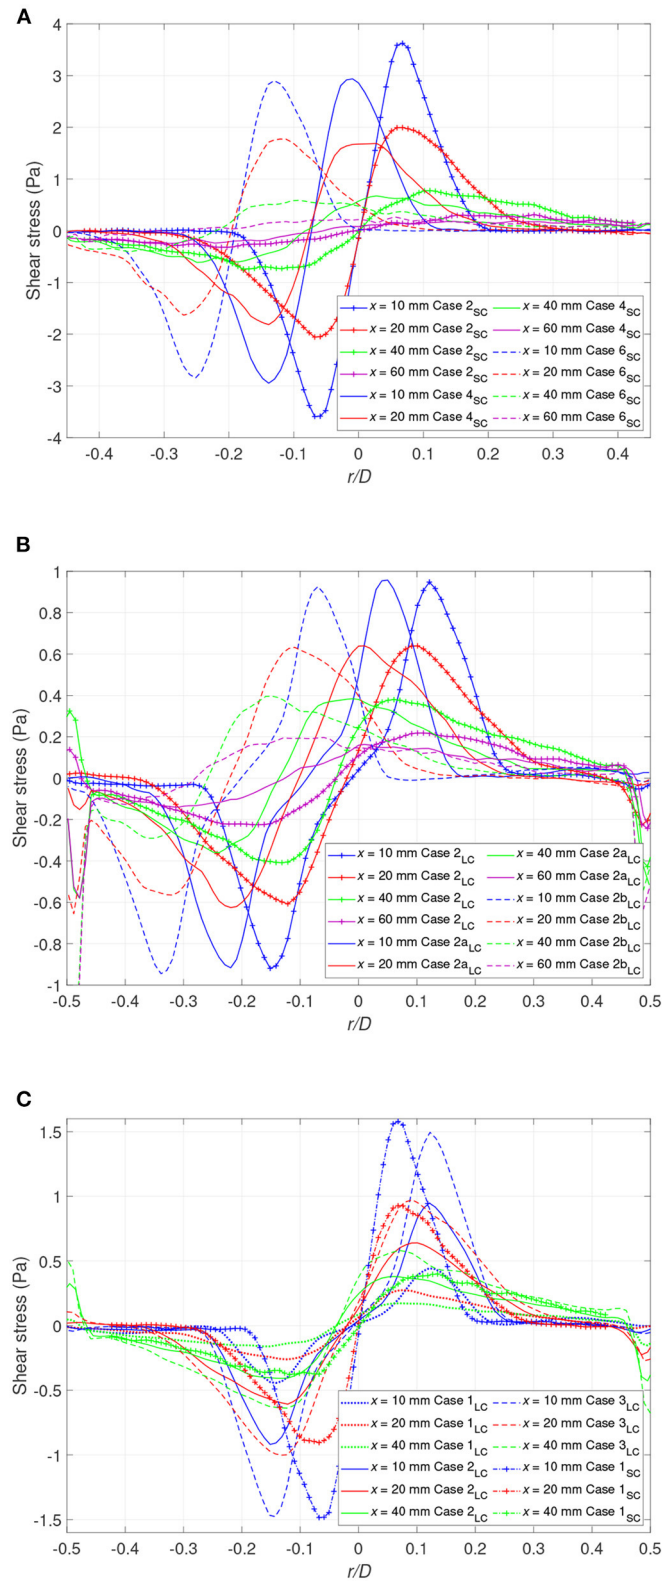 A
4
3
2
1
0
-1
-2
-3
-4
Shear stress (Pa)
x = 10 mm Case 2SC
x = 20 mm Case 2SC
x = 40 mm Case 2SC
x = 60 mm Case 2SC
x = 10 mm Case 4SC
x = 20 mm Case 4SC
x = 40 mm Case 4SC
x = 60 mm Case 4SC
x = 10 mm Case 6SC
x = 20 mm Case 6SC
x = 40 mm Case 6SC
x = 60 mm Case 6SC
-0.4 -0.3 -0.2 -0.1 0 0.1 0.2 0.3 0.4
r/D
B
1
0.8
0.6
0.4
0.2
0
-0.2
-0.4
-0.6
-0.8
-1
Shear stress (Pa)
x = 10 mm Case 2LC
x = 20 mm Case 2LC
x = 40 mm Case 2LC
x = 60 mm Case 2LC
x = 10 mm Case 2aLC
x = 20 mm Case 2aLC
x = 40 mm Case 2aLC
x = 60 mm Case 2aLC
x = 10 mm Case 2bLC
x = 20 mm Case 2bLC
x = 40 mm Case 2bLC
x = 60 mm Case 2bLC
-0.5 -0.4 -0.3 -0.2 -0.1 0 0.1 0.2 0.3 0.4 0.5
r/D
C
1.5
1
0.5
0
-0.5
-1
-1.5
Shear stress (Pa)
x = 10 mm Case 1LC
x = 20 mm Case 1LC
x = 40 mm Case 1LC
x = 10 mm Case 2LC
x = 20 mm Case 2LC
x = 40 mm Case 2LC
x = 10 mm Case 3LC
x = 20 mm Case 3LC
x = 40 mm Case 3LC
x = 10 mm Case 1SC
x = 20 mm Case 1SC
x = 40 mm Case 1SC
-0.5 -0.4 -0.3 -0.2 -0.1 0 0.1 0.2 0.3 0.4 0.5
r/D